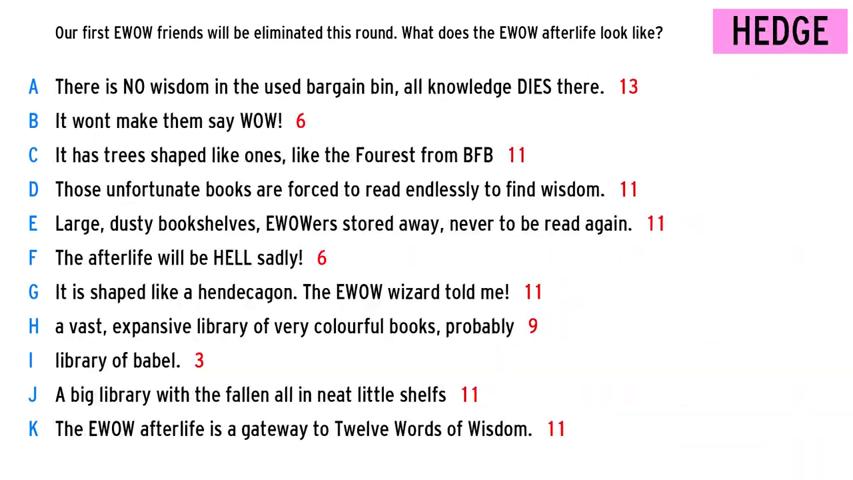 Our first EWOW friends will be eliminated this round. What does the EWOW afterlife look like?
HEDGE
A There is NO wisdom in the used bargain bin, all knowledge DIES there. 13
B It wont make them say WOW! 6
C It has trees shaped like ones, like the Fourest from BFB 11
D Those unfortunate books are forced to read endlessly to find wisdom. 11
E Large, dusty bookshelves, EWOWers stored away, never to be read again. 11
F The afterlife will be HELL sadly! 6
G It is shaped like a hendecagon. The EWOW wizard told me! 11
H a vast, expansive library of very colourful books, probably 9
I library of babel. 3
J A big library with the fallen all in neat little shelfs 11
K The EWOW afterlife is a gateway to Twelve Words of Wisdom. 11